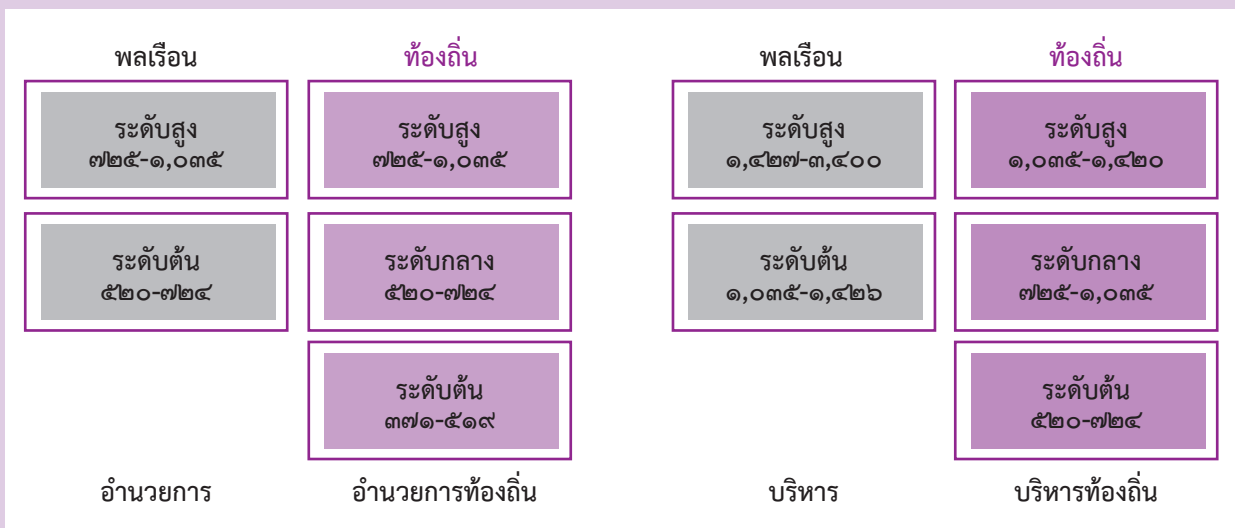 พลเรือน
ท้องถิ่น
ระดับสูง
๗๒๕-๑,๐๓๕
ระดับสูง
๗๒๕-๑,๐๓๕
ระดับต้น
๕๒๐-๗๒๔
ระดับกลาง
๕๒๐-๗๒๔
ระดับต้น
๓๗๑-๕๑๙
อำนวยการ
อำนวยการท้องถิ่น
พลเรือน
ท้องถิ่น
ระดับสูง
๑,๔๒๗-๓,๔๐๐
ระดับสูง
๑,๐๓๕-๑,๔๒๐
ระดับต้น
๑,๐๓๕-๑,๔๒๖
ระดับกลาง
๗๒๕-๑,๐๓๕
ระดับต้น
๕๒๐-๗๒๔
บริหาร
บริหารท้องถิ่น